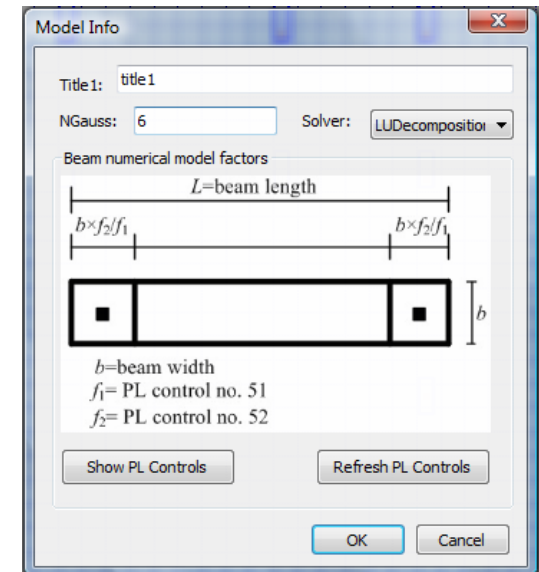 Model Info
Title1: title1
NGauss: 6 Solver: LUDecomposition
Beam numerical model factors
L=beam length
b×f₂/f₁ b×f₂/f₁
b
b=beam width
f₁= PL control no. 51
f₂= PL control no. 52
Show PL Controls Refresh PL Controls
OK Cancel